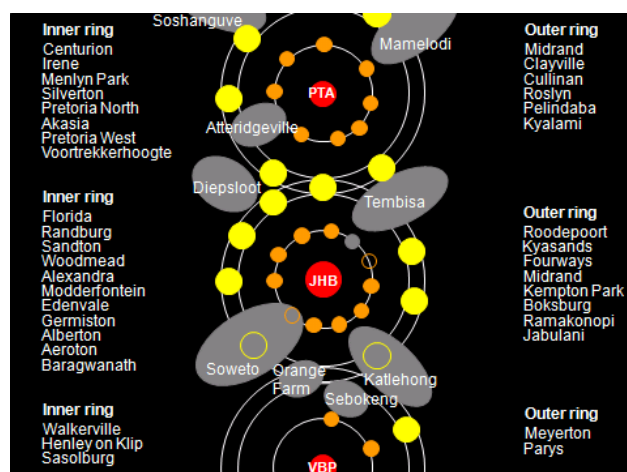 Soshanguve
Mamelodi
Inner ring
Centurion
Irene
Menlyn Park
Silverton
Pretoria North
Akasia
Pretoria West
Voortrekkerhoogte
PTA
Atteridgeville
Outer ring
Midrand
Clayville
Cullinan
Roslyn
Pelindaba
Kyalami
Diepsloot
Tembisa
Inner ring
Florida
Randburg
Sandton
Woodmead
Alexandra
Modderfontein
Edenvale
Germiston
Alberton
Aeroton
Baragwanath
JHB
Soweto
Orange
Farm
Katlehong
Sebokeng
Outer ring
Roodepoort
Kyasands
Fourways
Midrand
Kempton Park
Boksburg
Ramakonopi
Jabulani
Inner ring
Walkerville
Henley on Klip
Sasolburg
VBP
Outer ring
Meyerton
Parys